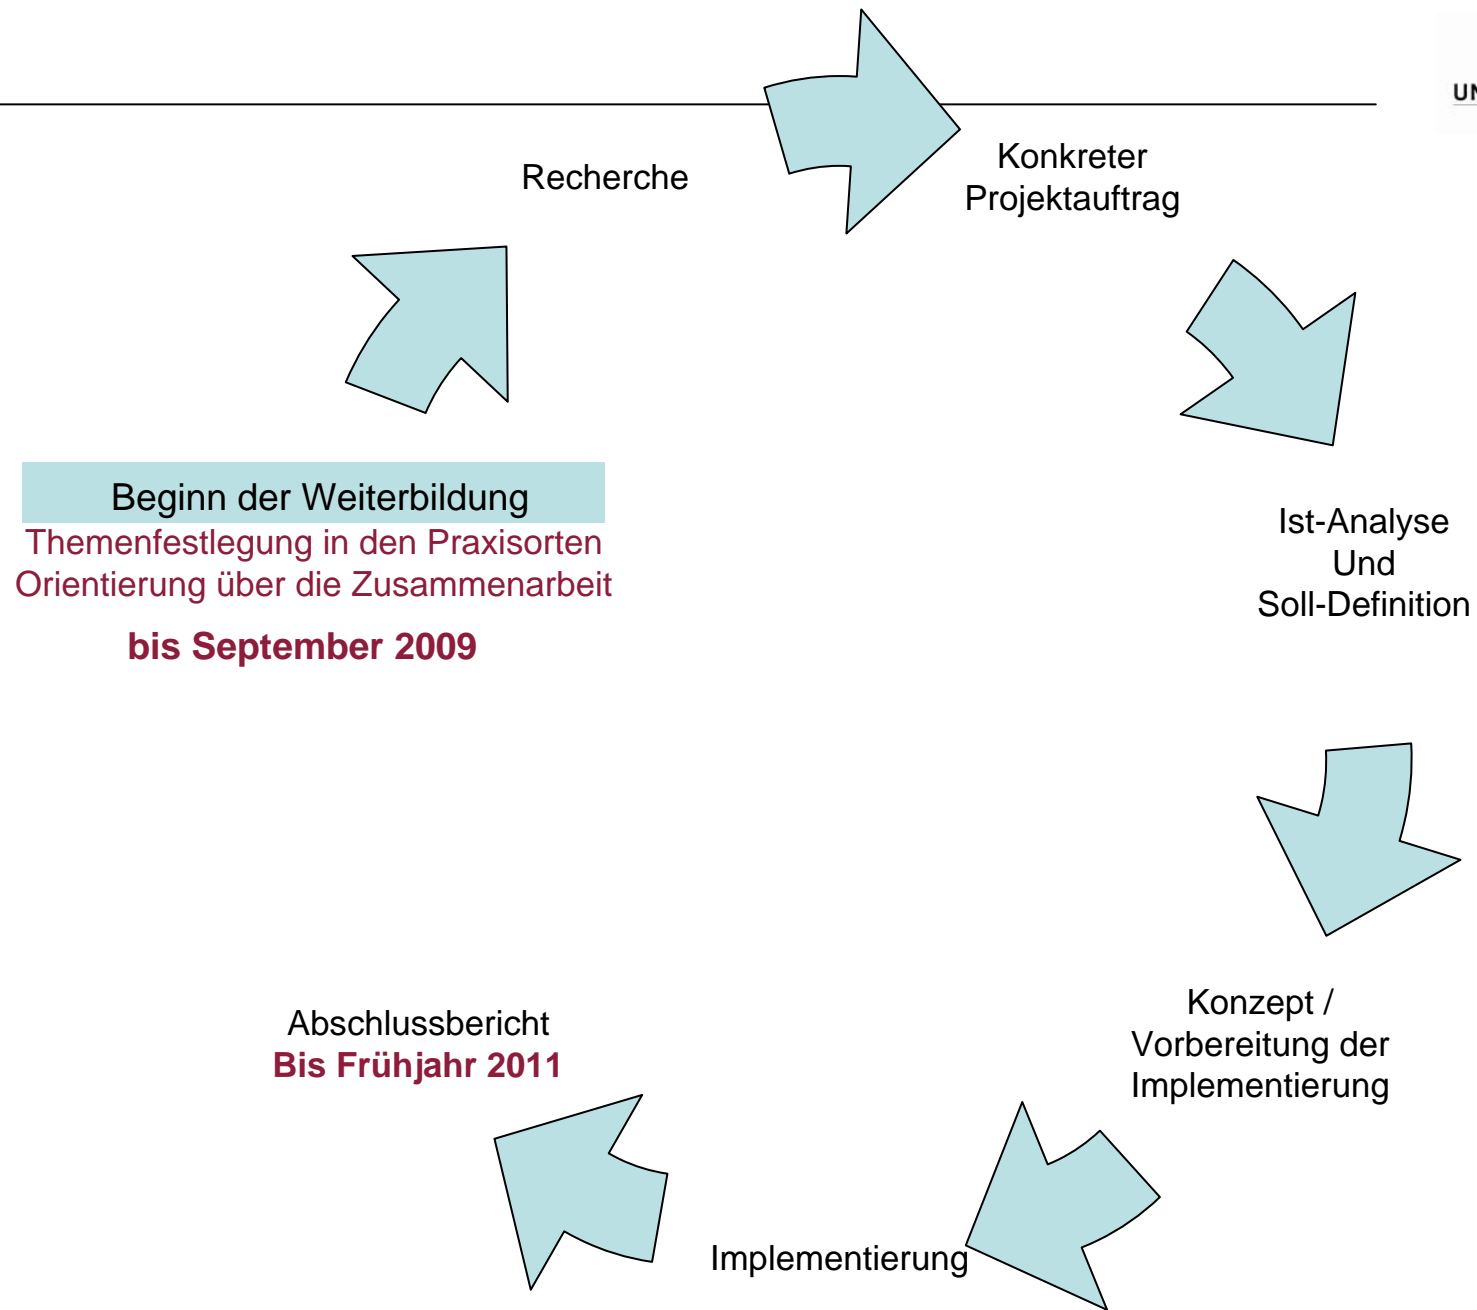 Recherche
Konkreter
Projektauftrag
Beginn der Weiterbildung
Themenfestlegung in den Praxisorten
Orientierung über die Zusammenarbeit
bis September 2009
Ist-Analyse
Und
Soll-Definition
Konzept /
Vorbereitung der
Implementierung
Implementierung
Abschlussbericht
Bis Frühjahr 2011